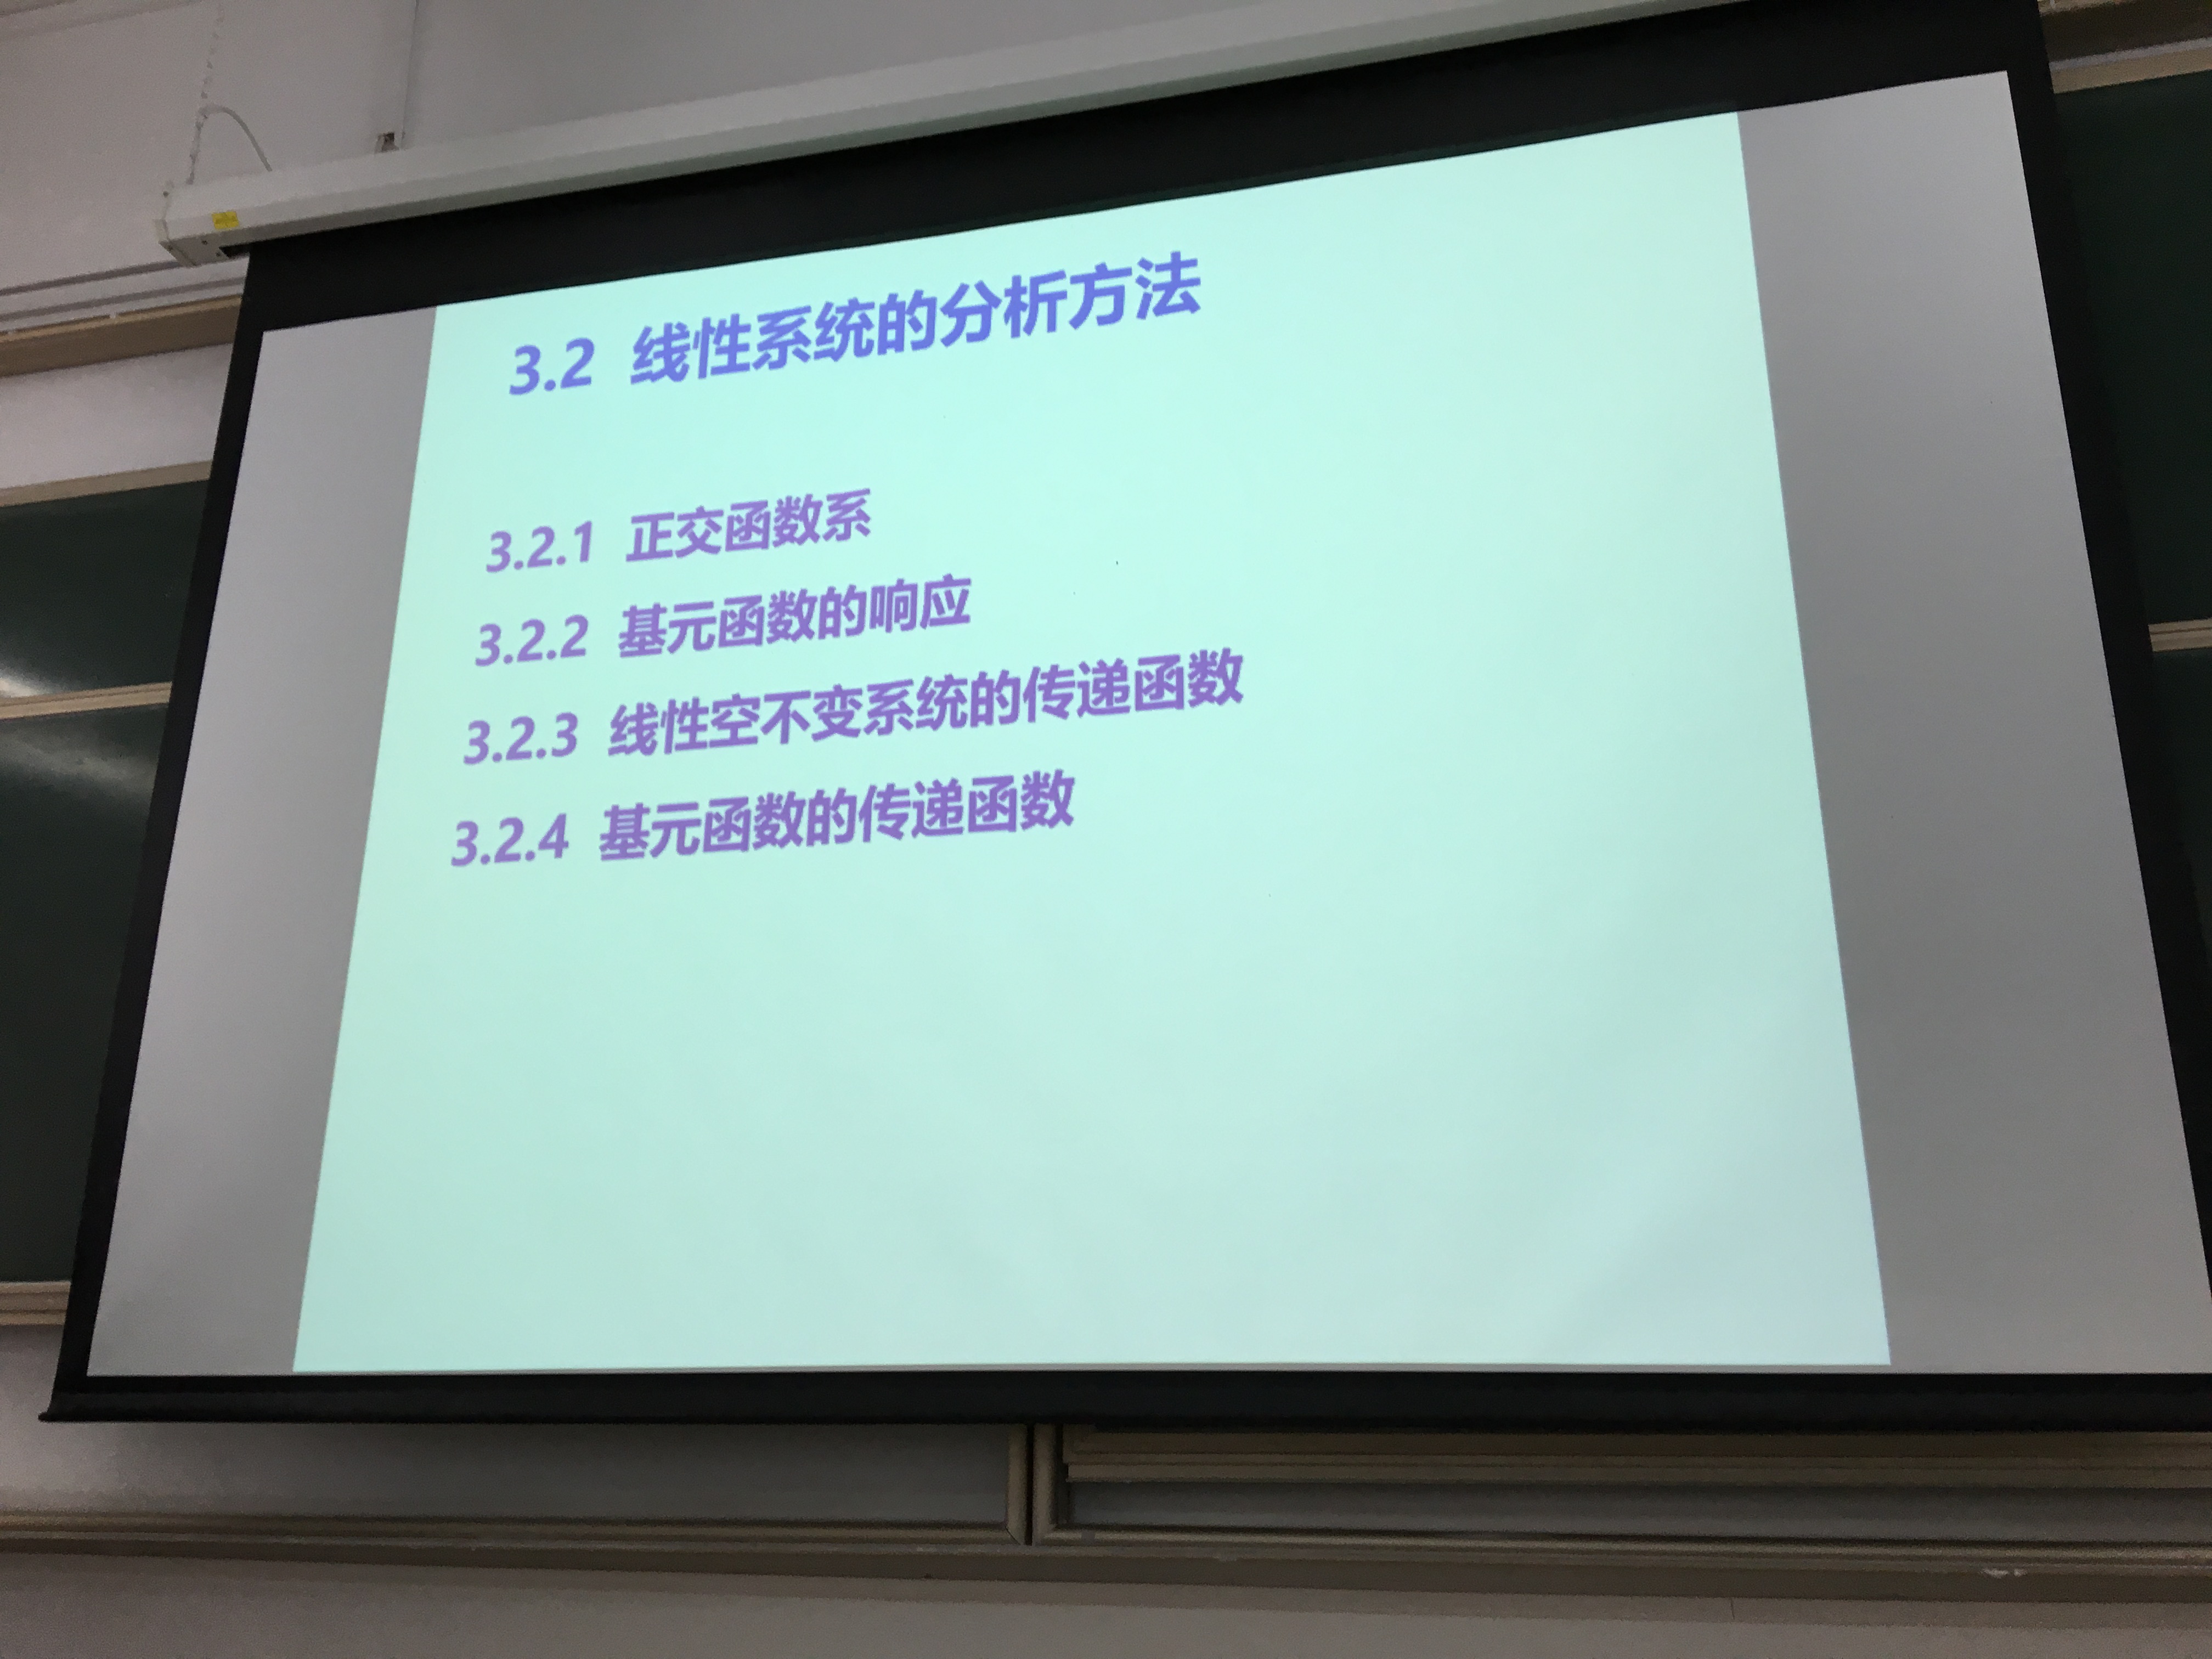 3.2 线性系统的分析方法
3.2.1 正交函数系
3.2.2 基元函数的响应
3.2.3 线性空不变系统的传递函数
3.2.4 基元函数的传递函数